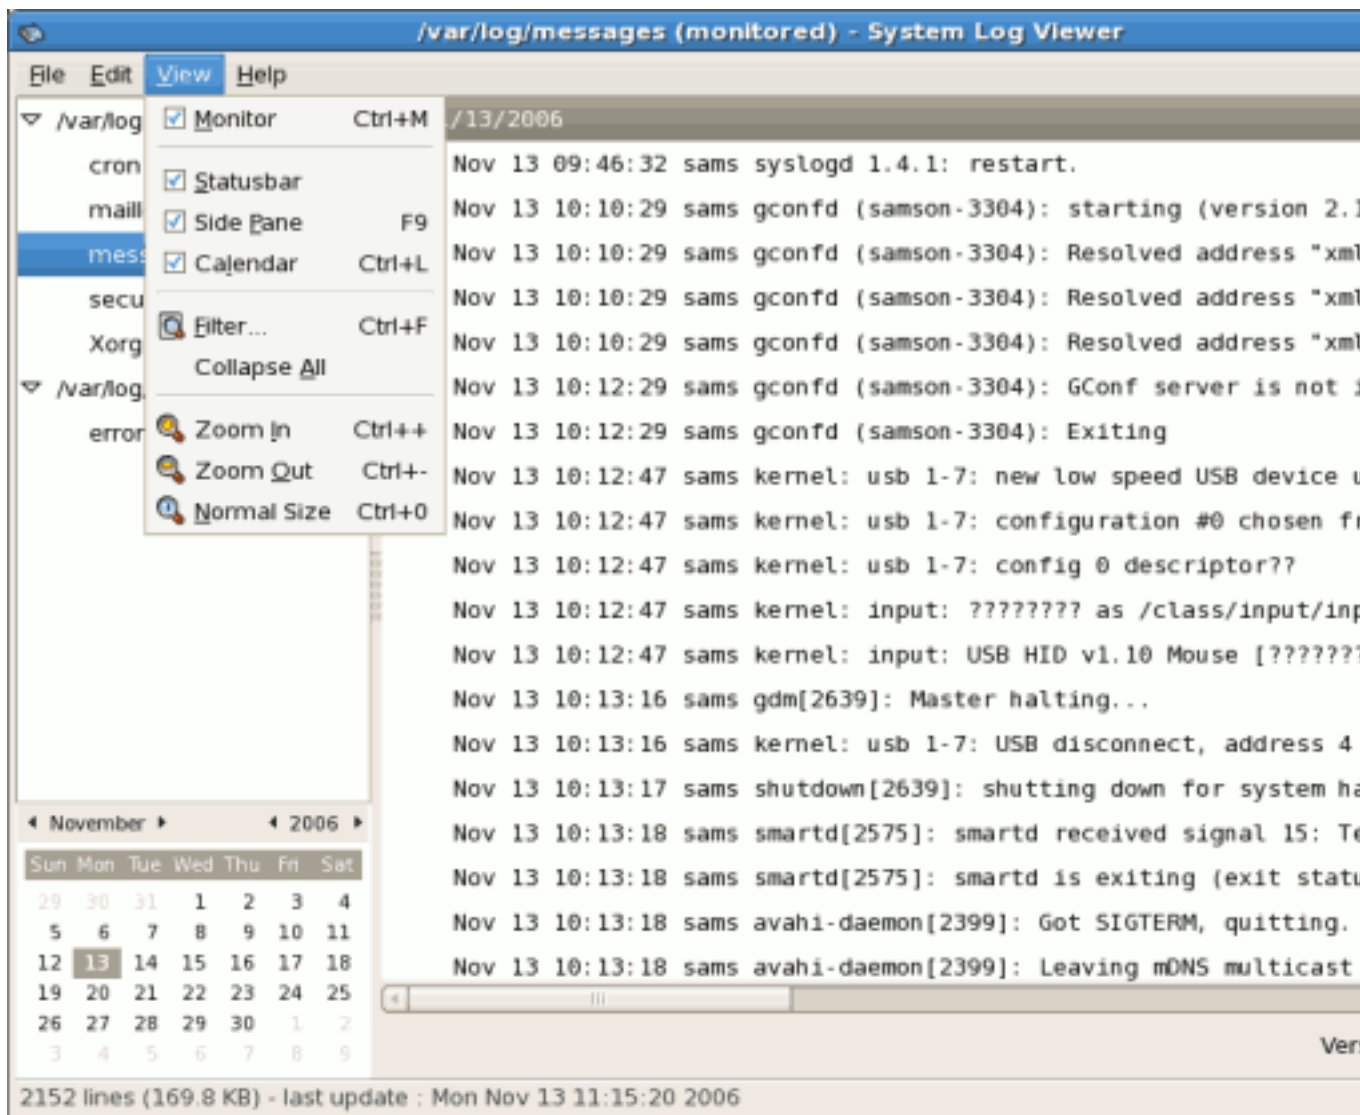 /var/log/messages (monitored) - System Log Viewer
File Edit View Help
/var/log
cron
maill
mess
secu
Xorg
/var/log
error
Monitor Ctrl+M
Statusbar
Side Pane F9
Calendar Ctrl+L
Filter... Ctrl+F
Collapse All
Zoom In Ctrl++
Zoom Out Ctrl+-
Normal Size Ctrl+0
/13/2006
Nov 13 09:46:32 sams syslogd 1.4.1: restart.
Nov 13 10:10:29 sams gconfd (samson-3304): starting (version 2.1
Nov 13 10:10:29 sams gconfd (samson-3304): Resolved address "xml
Nov 13 10:10:29 sams gconfd (samson-3304): Resolved address "xml
Nov 13 10:10:29 sams gconfd (samson-3304): Resolved address "xml
Nov 13 10:12:29 sams gconfd (samson-3304): GConf server is not i
Nov 13 10:12:29 sams gconfd (samson-3304): Exiting
Nov 13 10:12:47 sams kernel: usb 1-7: new low speed USB device u
Nov 13 10:12:47 sams kernel: usb 1-7: configuration #0 chosen fr
Nov 13 10:12:47 sams kernel: usb 1-7: config 0 descriptor??
Nov 13 10:12:47 sams kernel: input: ???????? as /class/input/inp
Nov 13 10:12:47 sams kernel: input: USB HID v1.10 Mouse [???????
Nov 13 10:13:16 sams gdm[2639]: Master halting...
Nov 13 10:13:16 sams kernel: usb 1-7: USB disconnect, address 4
Nov 13 10:13:17 sams shutdown[2639]: shutting down for system ha
Nov 13 10:13:18 sams smartd[2575]: smartd received signal 15: Te
Nov 13 10:13:18 sams smartd[2575]: smartd is exiting (exit statu
Nov 13 10:13:18 sams avahi-daemon[2399]: Got SIGTERM, quitting.
Nov 13 10:13:18 sams avahi-daemon[2399]: Leaving mDNS multicast
November 2006
Sun Mon Tue Wed Thu Fri Sat
29 30 31 1 2 3 4
5 6 7 8 9 10 11
12 13 14 15 16 17 18
19 20 21 22 23 24 25
26 27 28 29 30 1 2
3 4 5 6 7 8 9
Vers
2152 lines (169.8 KB) - last update : Mon Nov 13 11:15:20 2006